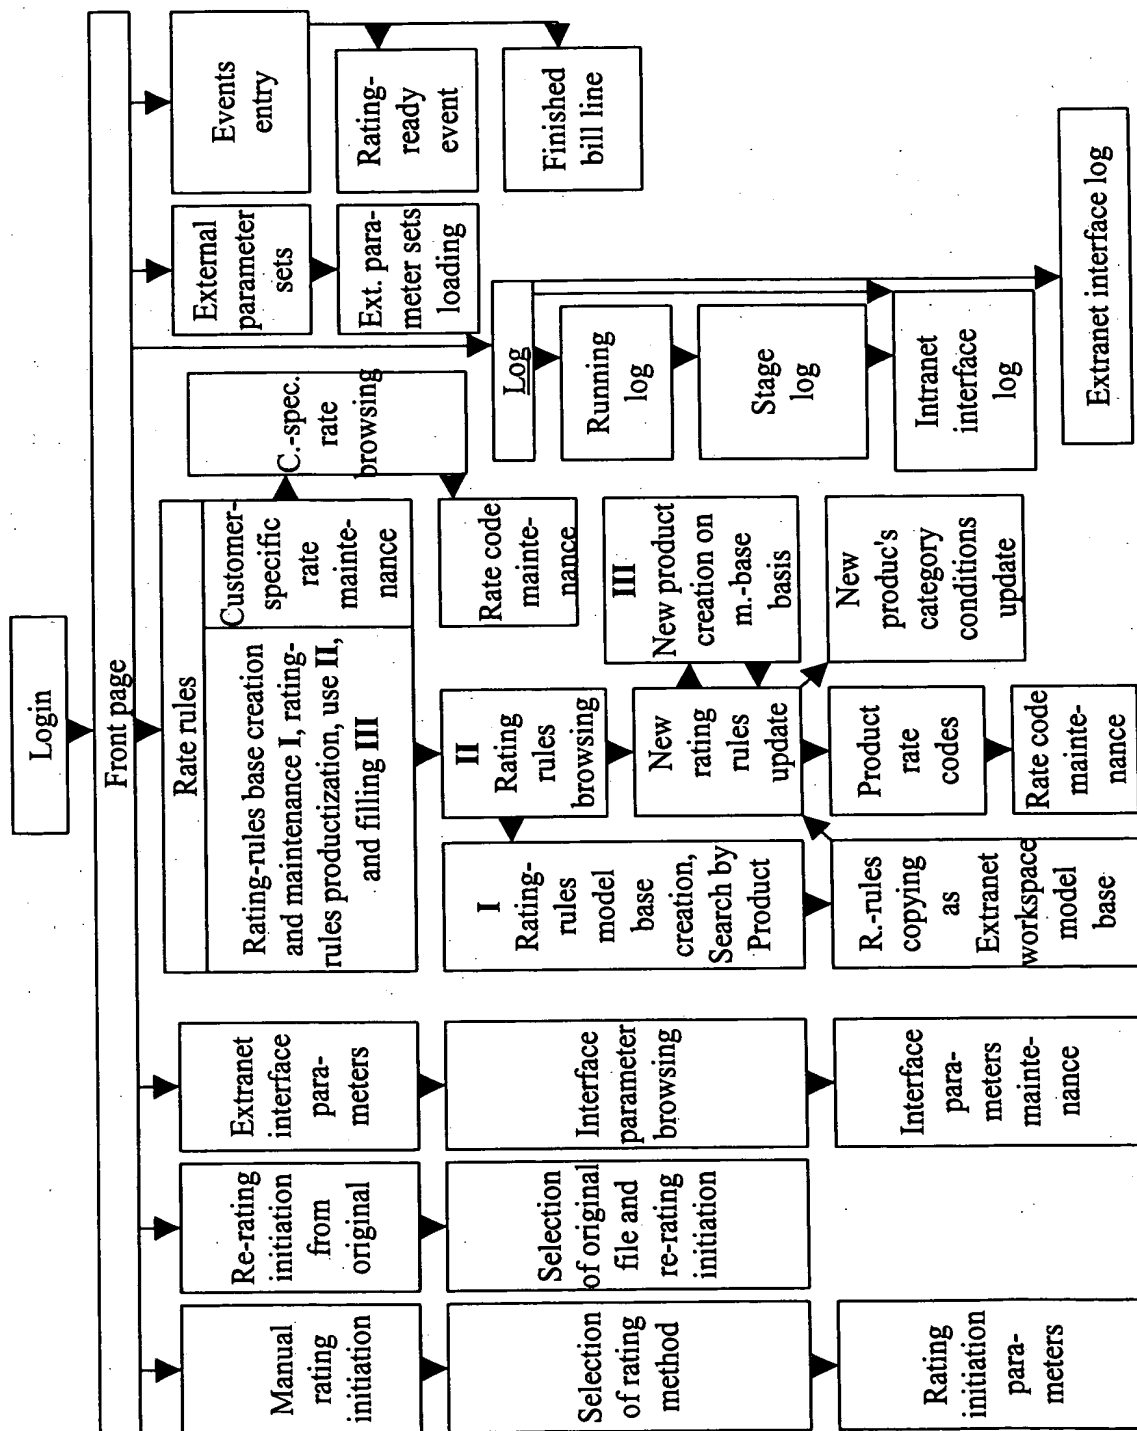 Login
Front page
Manual
rating
initiation
Selection
of rating
method
Rating
initiation
para-
meters
Re-rating
initiation
from
original
Selection
of original
file and
re-rating
initiation
Extranet
interface
para-
meters
Interface
parameter
browsing
Interface
para-
meters
mainte-
nance
Rate rules
Rating-rules base creation
and maintenance I, rating-
rules productization, use II,
and filling III
Customer-
specific
rate
mainte-
nance
C.-spec.
rate
browsing
Rate code
mainte-
nance
I
Rating-
rules
model
base
creation,
Search by
Product
R.-rules
copying
as
Extranet
workspace
model
base
II
Rating
rules
browsing
New
rating
rules
update
Product
rate
codes
Rate code
mainte-
nance
III
New product
creation on
m.-base
basis
New
produc's
category
conditions
update
External
parameter
sets
Ext. para-
meter sets
loading
Log
Running
log
Stage
log
Intranet
interface
log
Extranet interface log
Events
entry
Rating-
ready
event
Finished
bill line